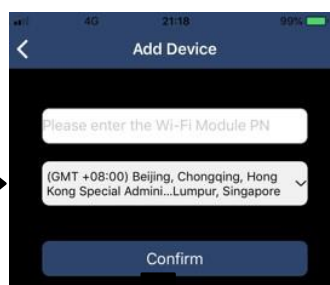 4G 21:18 99%
Add Device
Please enter the Wi-Fi Module PN
(GMT +08:00) Beijing, Chongqing, Hong
Kong Special Admini...Lumpur, Singapore
Confirm